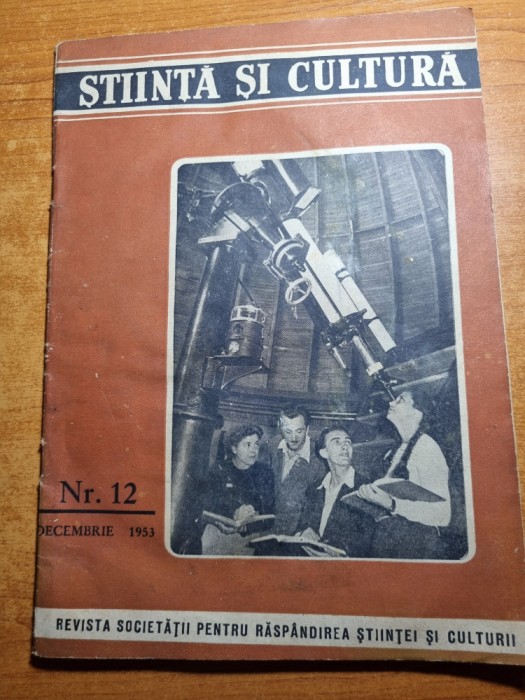 ȘTIINȚĂ ȘI CULTURĂ
Nr. 12
DECEMBRIE 1953
REVISTA SOCIETĂȚII PENTRU RĂSPÂNDIREA ȘTIINȚEI ȘI CULTURII